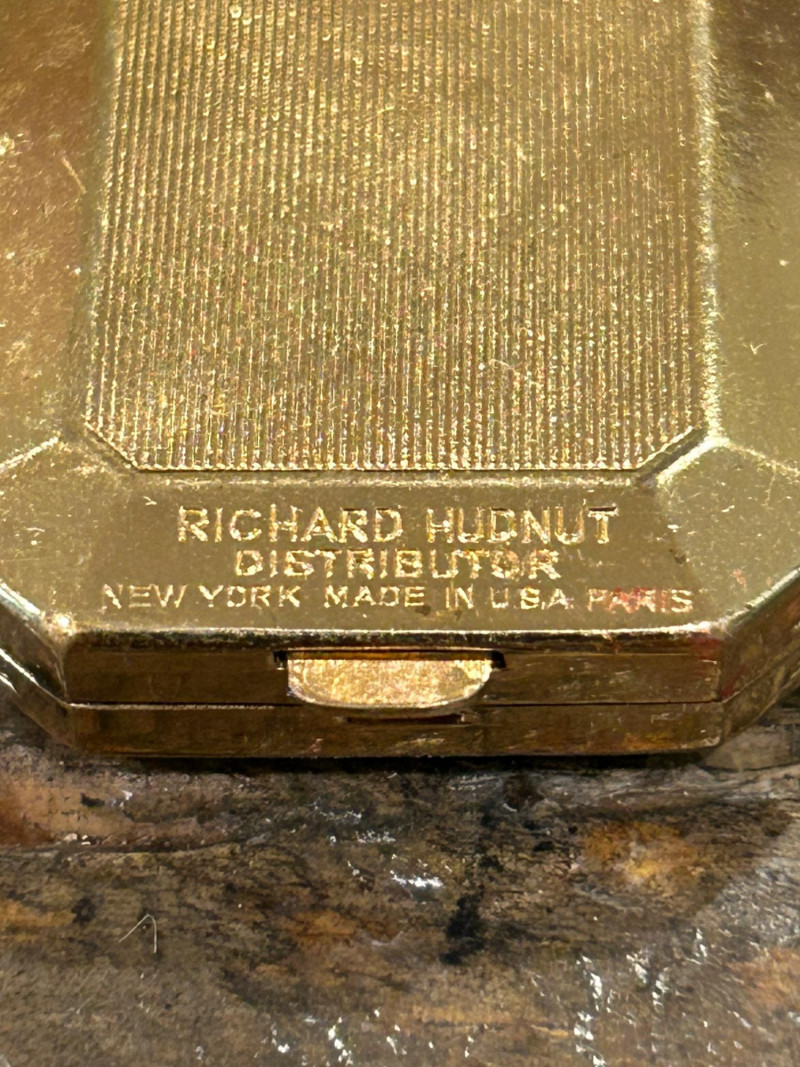 RICHARD HUDNUT
DISTRIBUTOR
NEW YORK MADE IN U.S.A. PARIS